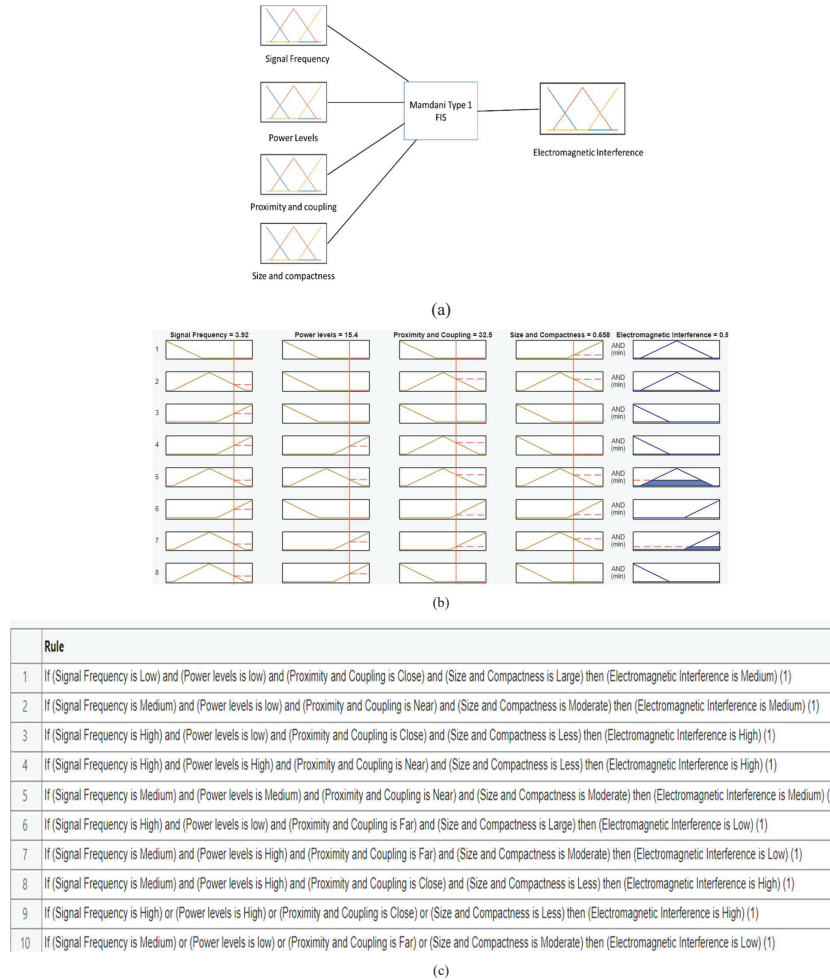 Signal Frequency
Power Levels
Proximity and coupling
Size and compactness
Mamdani Type 1
FIS
Electromagnetic Interference
(a)
Signal Frequency = 3.92 Power levels = 15.4 Proximity and Coupling = 32.5 Size and Compactness = 0.658 Electromagnetic Interference = 0.5
1 AND
(min)
2 AND
(min)
3 AND
(min)
4 AND
(min)
5 AND
(min)
6 AND
(min)
7 AND
(min)
8 AND
(min)
(b)
Rule
1 If (Signal Frequency is Low) and (Power levels is low) and (Proximity and Coupling is Close) and (Size and Compactness is Large) then (Electromagnetic Interference is Medium) (1)
2 If (Signal Frequency is Medium) and (Power levels is low) and (Proximity and Coupling is Near) and (Size and Compactness is Moderate) then (Electromagnetic Interference is Medium) (1)
3 If (Signal Frequency is High) and (Power levels is low) and (Proximity and Coupling is Close) and (Size and Compactness is Less) then (Electromagnetic Interference is High) (1)
4 If (Signal Frequency is High) and (Power levels is High) and (Proximity and Coupling is Near) and (Size and Compactness is Less) then (Electromagnetic Interference is High) (1)
5 If (Signal Frequency is Medium) and (Power levels is Medium) and (Proximity and Coupling is Near) and (Size and Compactness is Moderate) then (Electromagnetic Interference is Medium) (
6 If (Signal Frequency is High) and (Power levels is low) and (Proximity and Coupling is Far) and (Size and Compactness is Large) then (Electromagnetic Interference is Low) (1)
7 If (Signal Frequency is Medium) and (Power levels is High) and (Proximity and Coupling is Far) and (Size and Compactness is Moderate) then (Electromagnetic Interference is Low) (1)
8 If (Signal Frequency is Medium) and (Power levels is High) and (Proximity and Coupling is Close) and (Size and Compactness is Less) then (Electromagnetic Interference is High) (1)
9 If (Signal Frequency is High) or (Power levels is High) or (Proximity and Coupling is Close) or (Size and Compactness is Less) then (Electromagnetic Interference is High) (1)
10 If (Signal Frequency is Medium) or (Power levels is low) or (Proximity and Coupling is Far) or (Size and Compactness is Moderate) then (Electromagnetic Interference is Low) (1)
(c)